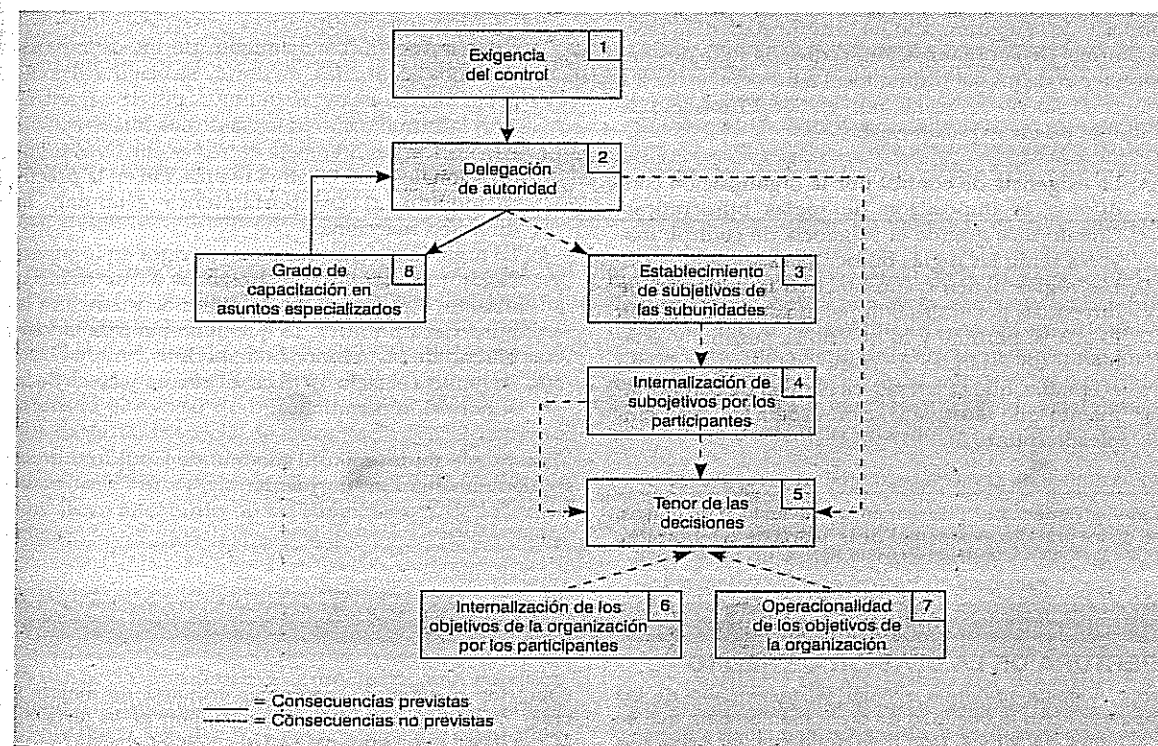 Exigencia
del control
1
Delegación
de autoridad
2
Grado de
capacitación en
asuntos especializados
8
Establecimiento
de subjetivos de
las subunidades
3
Internalización de
subojetivos por los
participantes
4
Tenor de las
decisiones
5
Internalización de los
objetivos de la organización
por los participantes
6
Operacionalidad
de los objetivos de
la organización
7
= Consecuencias previstas
= Consecuencias no previstas